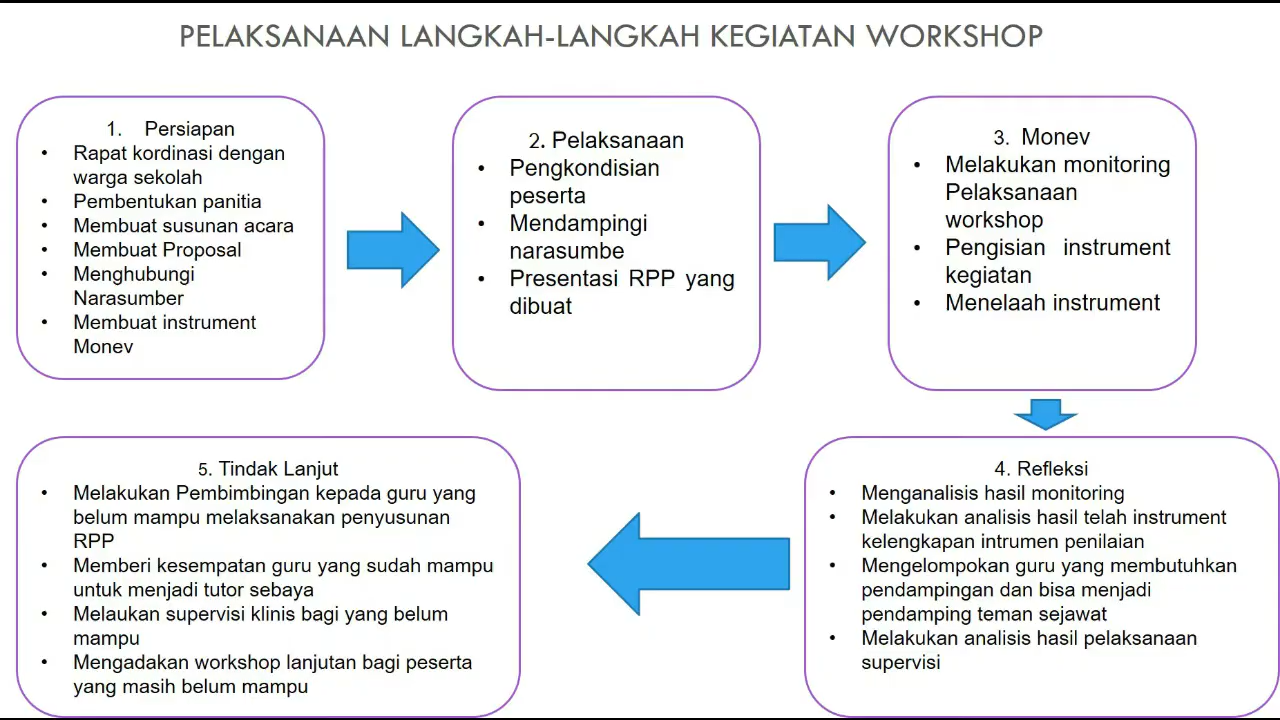 PELAKSANAAN LANGKAH-LANGKAH KEGIATAN WORKSHOP
1. Persiapan
• Rapat kordinasi dengan
warga sekolah
• Pembentukan panitia
• Membuat susunan acara
• Membuat Proposal
• Menghubungi
Narasumber
• Membuat instrument
Monev
2. Pelaksanaan
• Pengkondisian
peserta
• Mendampingi
narasumbe
• Presentasi RPP yang
dibuat
3. Monev
• Melakukan monitoring
Pelaksanaan
workshop
• Pengisian instrument
kegiatan
• Menelaah instrument
4. Refleksi
• Menganalisis hasil monitoring
• Melakukan analisis hasil telah instrument
kelengkapan intrumen penilaian
• Mengelompokan guru yang membutuhkan
pendampingan dan bisa menjadi
pendamping teman sejawat
• Melakukan analisis hasil pelaksanaan
supervisi
5. Tindak Lanjut
• Melakukan Pembimbingan kepada guru yang
belum mampu melaksanakan penyusunan
RPP
• Memberi kesempatan guru yang sudah mampu
untuk menjadi tutor sebaya
• Melaukan supervisi klinis bagi yang belum
mampu
• Mengadakan workshop lanjutan bagi peserta
yang masih belum mampu